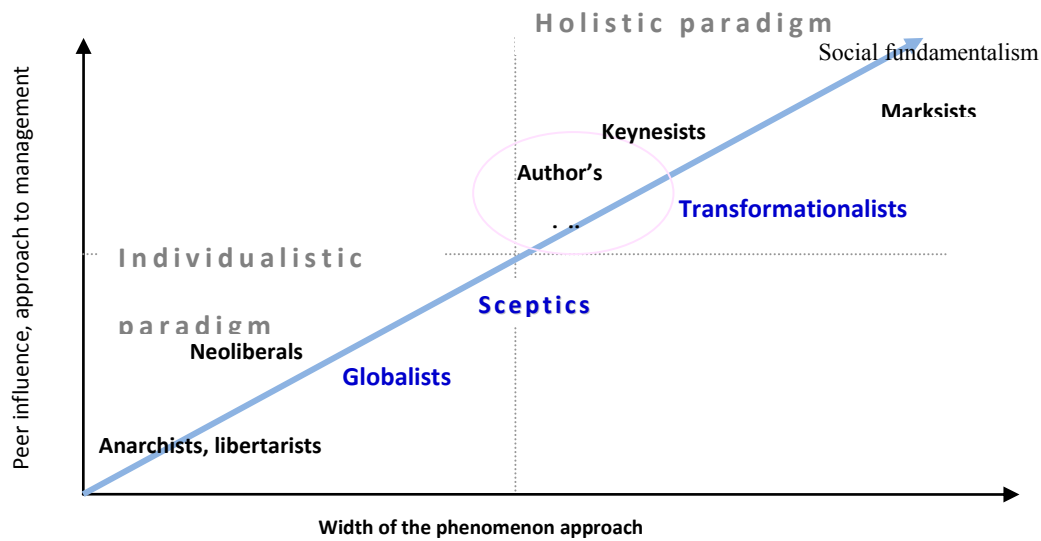 Holistic paradigm
Social fundamentalism
Marksists
Keynesists
Author's
Transformationalists
Individualistic
paradigm
Sceptics
Neoliberals
Globalists
Anarchists, libertarists
Peer influence, approach to management
Width of the phenomenon approach